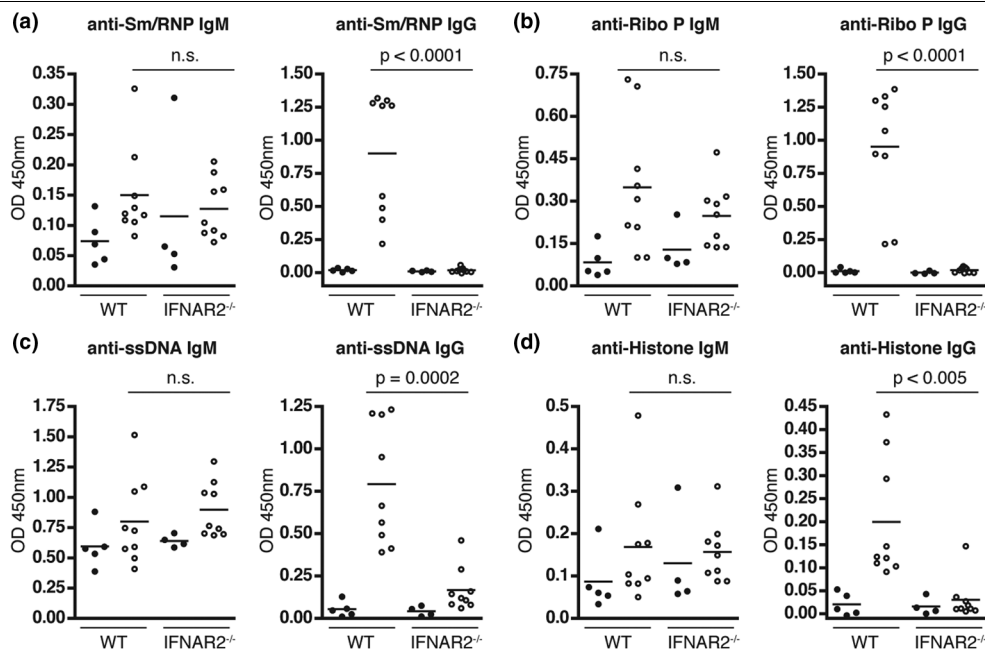 (a) anti-Sm/RNP IgM anti-Sm/RNP IgG
n.s. p < 0.0001
OD 450nm
0.35
0.30
0.25
0.20
0.15
0.10
0.05
0.00
WT IFNAR2-/-
OD 450nm
1.50
1.25
1.00
0.75
0.50
0.25
0.00
WT IFNAR2-/-
(b) anti-Ribo P IgM anti-Ribo P IgG
n.s. p < 0.0001
OD 450nm
0.75
0.60
0.45
0.30
0.15
0.00
WT IFNAR2-/-
OD 450nm
1.50
1.25
1.00
0.75
0.50
0.25
0.00
WT IFNAR2-/-
(c) anti-ssDNA IgM anti-ssDNA IgG
n.s. p = 0.0002
OD 450nm
1.75
1.50
1.25
1.00
0.75
0.50
0.25
0.00
WT IFNAR2-/-
OD 450nm
1.25
1.00
0.75
0.50
0.25
0.00
WT IFNAR2-/-
(d) anti-Histone IgM anti-Histone IgG
n.s. p < 0.005
OD 450nm
0.5
0.4
0.3
0.2
0.1
0.0
WT IFNAR2-/-
OD 450nm
0.45
0.40
0.35
0.30
0.25
0.20
0.15
0.10
0.05
0.00
WT IFNAR2-/-